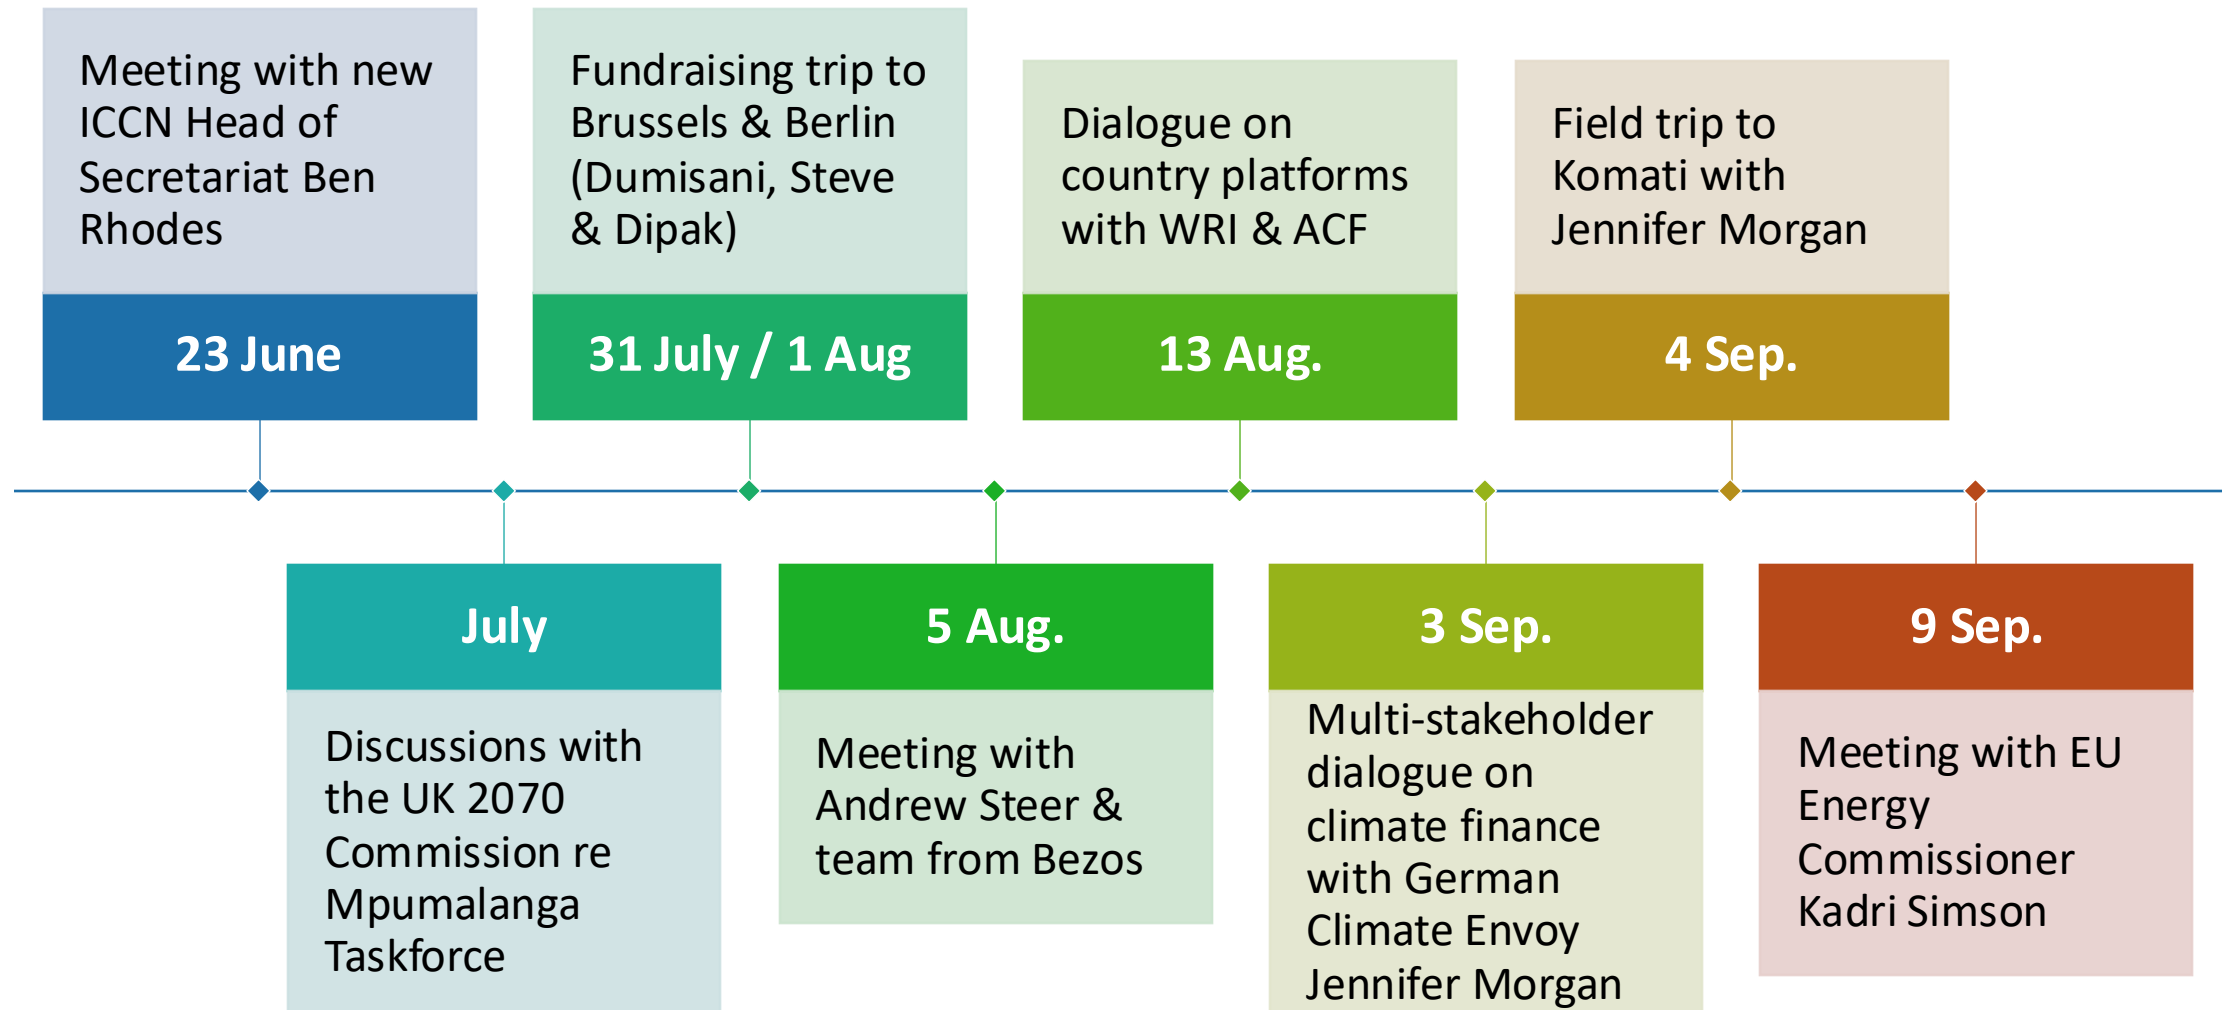 Meeting with new
ICCN Head of
Secretariat Ben
Rhodes
23 June
July
Discussions with
the UK 2070
Commission re
Mpumalanga
Taskforce
Fundraising trip to
Brussels & Berlin
(Dumisani, Steve
& Dipak)
31 July / 1 Aug
5 Aug.
Meeting with
Andrew Steer &
team from Bezos
Dialogue on
country platforms
with WRI & ACF
13 Aug.
3 Sep.
Multi-stakeholder
dialogue on
climate finance
with German
Climate Envoy
Jennifer Morgan
Field trip to
Komati with
Jennifer Morgan
4 Sep.
9 Sep.
Meeting with EU
Energy
Commissioner
Kadri Simson